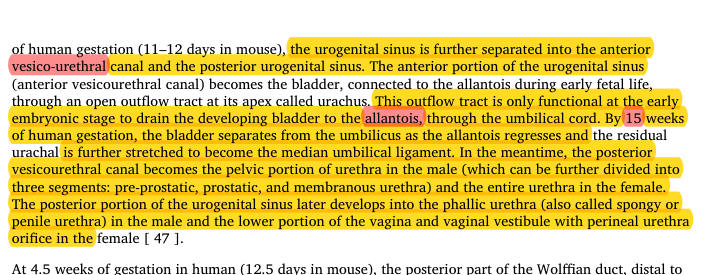 of human gestation (11–12 days in mouse), the urogenital sinus is further separated into the anterior
vesico-urethral canal and the posterior urogenital sinus. The anterior portion of the urogenital sinus
(anterior vesicourethral canal) becomes the bladder, connected to the allantois during early fetal life,
through an open outflow tract at its apex called urachus. This outflow tract is only functional at the early
embryonic stage to drain the developing bladder to the allantois, through the umbilical cord. By 15 weeks
of human gestation, the bladder separates from the umbilicus as the allantois regresses and the residual
urachal is further stretched to become the median umbilical ligament. In the meantime, the posterior
vesicourethral canal becomes the pelvic portion of urethra in the male (which can be further divided into
three segments: pre-prostatic, prostatic, and membranous urethra) and the entire urethra in the female.
The posterior portion of the urogenital sinus later develops into the phallic urethra (also called spongy or
penile urethra) in the male and the lower portion of the vagina and vaginal vestibule with perineal urethra
orifice in the female [ 47 ].
At 4.5 weeks of gestation in human (12.5 days in mouse), the posterior part of the Wolffian duct, distal to